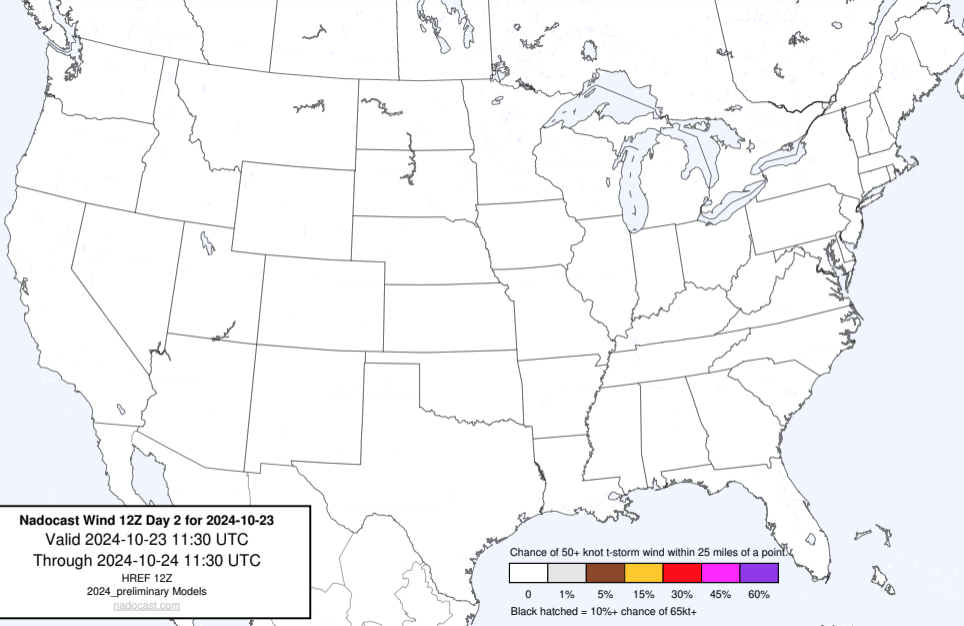 Nadocast Wind 12Z Day 2 for 2024-10-23
Valid 2024-10-23 11:30 UTC
Through 2024-10-24 11:30 UTC
HREF 12Z
2024_preliminary Models
nadocast.com
Chance of 50+ knot t-storm wind within 25 miles of a point.
0 1% 5% 15% 30% 45% 60%
Black hatched = 10%+ chance of 65kt+